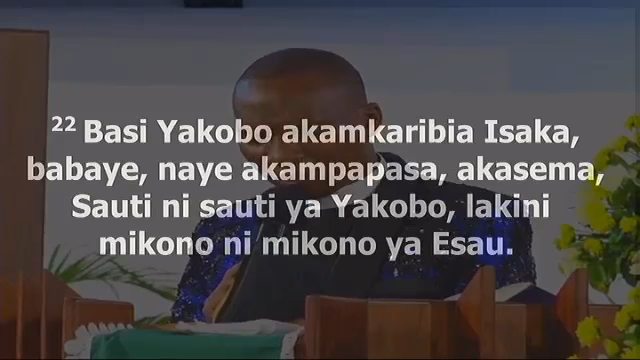 22 Basi Yakobo akamkaribia Isaka,
babaye, naye akampapasa, akasema,
Sauti ni sauti ya Yakobo, lakini
mikono ni mikono ya Esau.